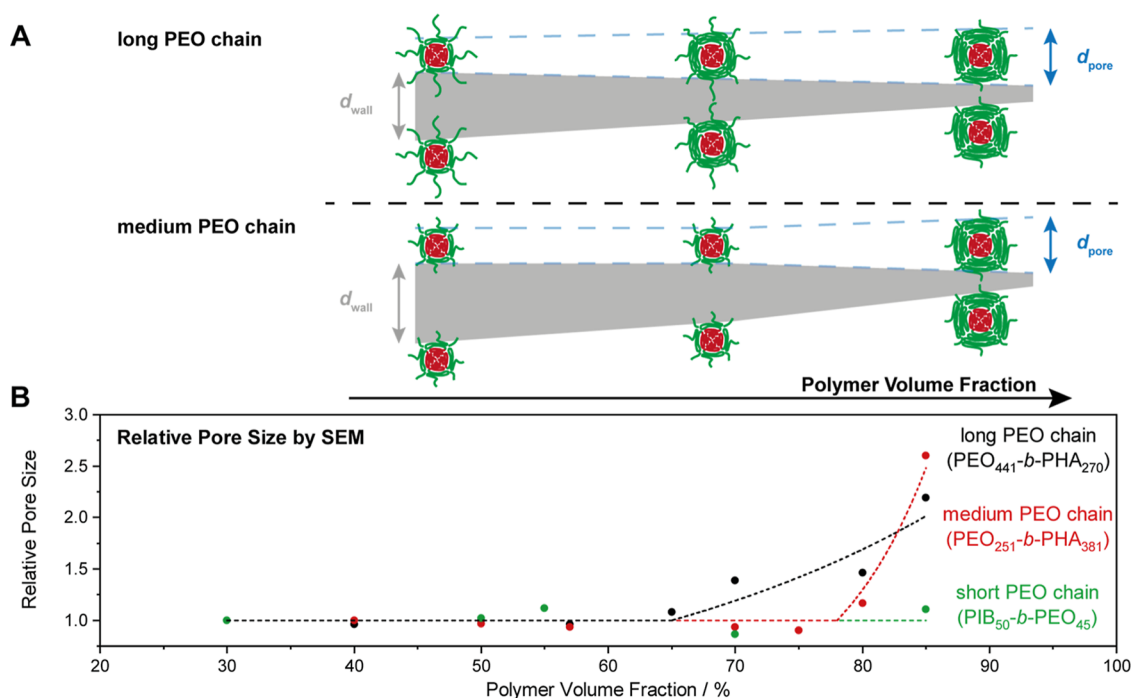 A
long PEO chain
d_pore
d_wall
medium PEO chain
d_pore
d_wall
Polymer Volume Fraction
B
3.0
2.5
2.0
1.5
1.0
Relative Pore Size
Relative Pore Size by SEM
long PEO chain
(PEO₄₄₁-b-PHA₂₇₀)
medium PEO chain
(PEO₂₅₁-b-PHA₃₈₁)
short PEO chain
(PIB₅₀-b-PEO₄₅)
20 30 40 50 60 70 80 90 100
Polymer Volume Fraction / %